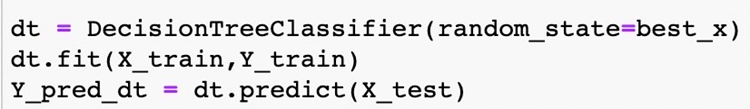 dt = DecisionTreeClassifier(random_state=best_x)
dt.fit(X_train,Y_train)
Y_pred_dt = dt.predict(X_test)